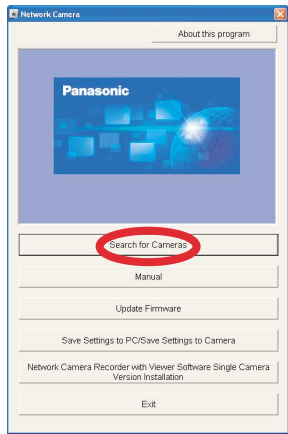 Network Camera
About this program
Panasonic
Search for Cameras
Manual
Update Firmware
Save Settings to PC/Save Settings to Camera
Network Camera Recorder with Viewer Software Single Camera
Version Installation
Exit